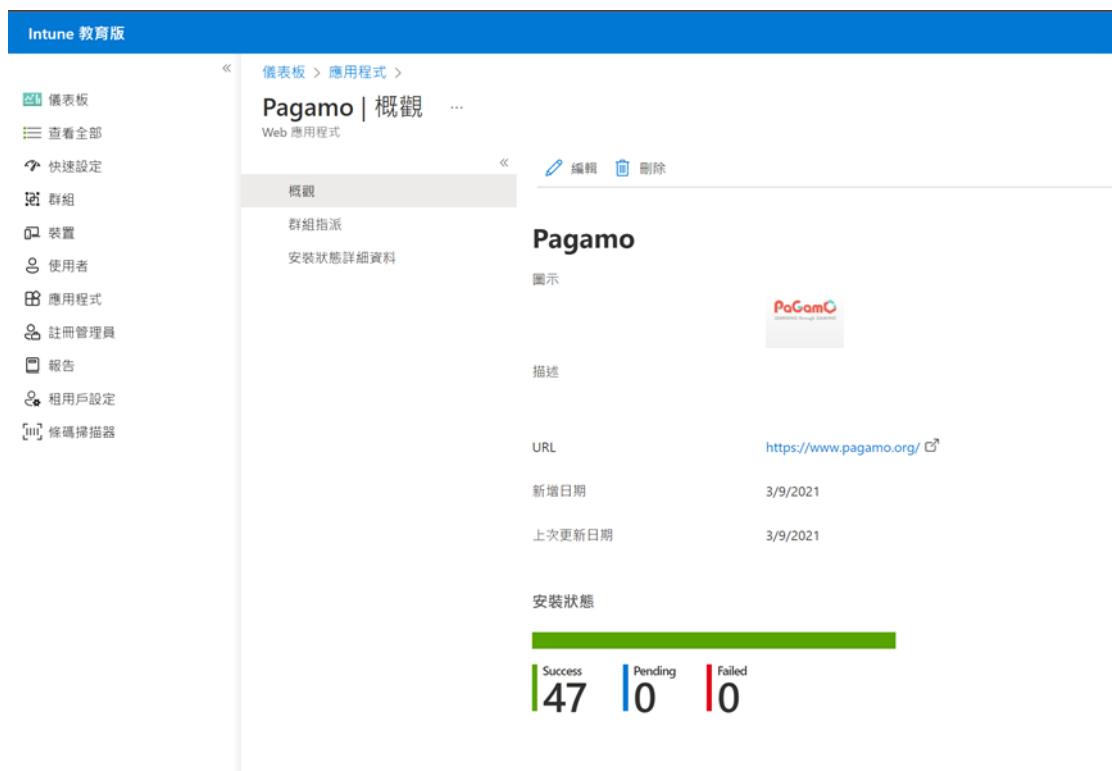 Intune 教育版
«
儀表板
查看全部
快速設定
群組
裝置
使用者
應用程式
註冊管理員
報告
租用戶設定
條碼掃描器
儀表板 > 應用程式 >
Pagamo | 概觀 ...
Web 應用程式
«
概觀
群組指派
安裝狀態詳細資料
編輯 刪除
Pagamo
圖示
PaGamO
LEARNING through GAMING
描述
URL https://www.pagamo.org/
新增日期 3/9/2021
上次更新日期 3/9/2021
安裝狀態
Success Pending Failed
47 0 0